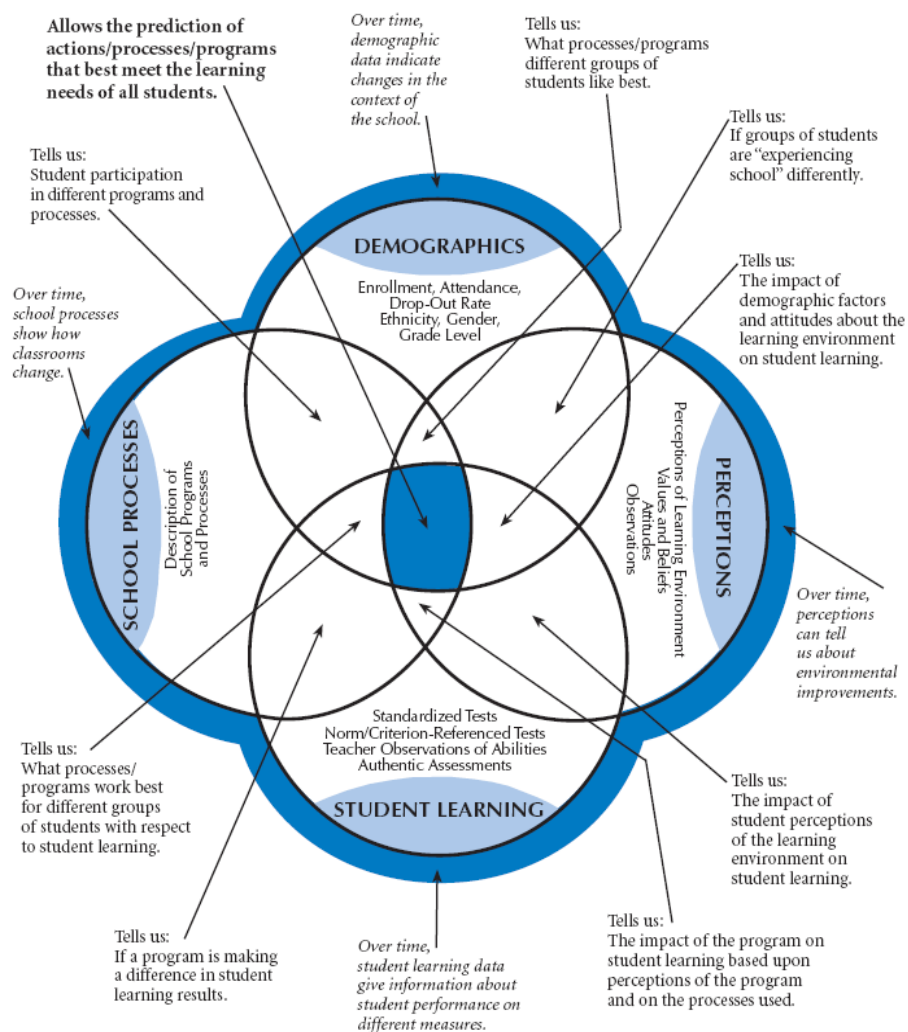 Allows the prediction of
actions/processes/programs
that best meet the learning
needs of all students.
Over time,
demographic
data indicate
changes in the
context of
the school.
Tells us:
What processes/programs
different groups of
students like best.
Tells us:
If groups of students
are “experiencing
school” differently.
Tells us:
Student participation
in different programs and
processes.
Tells us:
The impact of
demographic factors
and attitudes about the
learning environment
on student learning.
Over time,
school processes
show how
classrooms
change.
DEMOGRAPHICS
Enrollment, Attendance,
Drop-Out Rate
Ethnicity, Gender,
Grade Level
SCHOOL PROCESSES
Description of
School Programs
and Processes
PERCEPTIONS
Perceptions of Learning Environment
Values and Beliefs
Attitudes
Observations
Over time,
perceptions
can tell
us about
environmental
improvements.
Standardized Tests
Norm/Criterion-Referenced Tests
Teacher Observations of Abilities
Authentic Assessments
STUDENT LEARNING
Tells us:
What processes/
programs work best
for different groups
of students with respect
to student learning.
Tells us:
The impact of
student perceptions
of the learning
environment on
student learning.
Tells us:
If a program is making
a difference in student
learning results.
Over time,
student learning data
give information about
student performance on
different measures.
Tells us:
The impact of the program on
student learning based upon
perceptions of the program
and on the processes used.